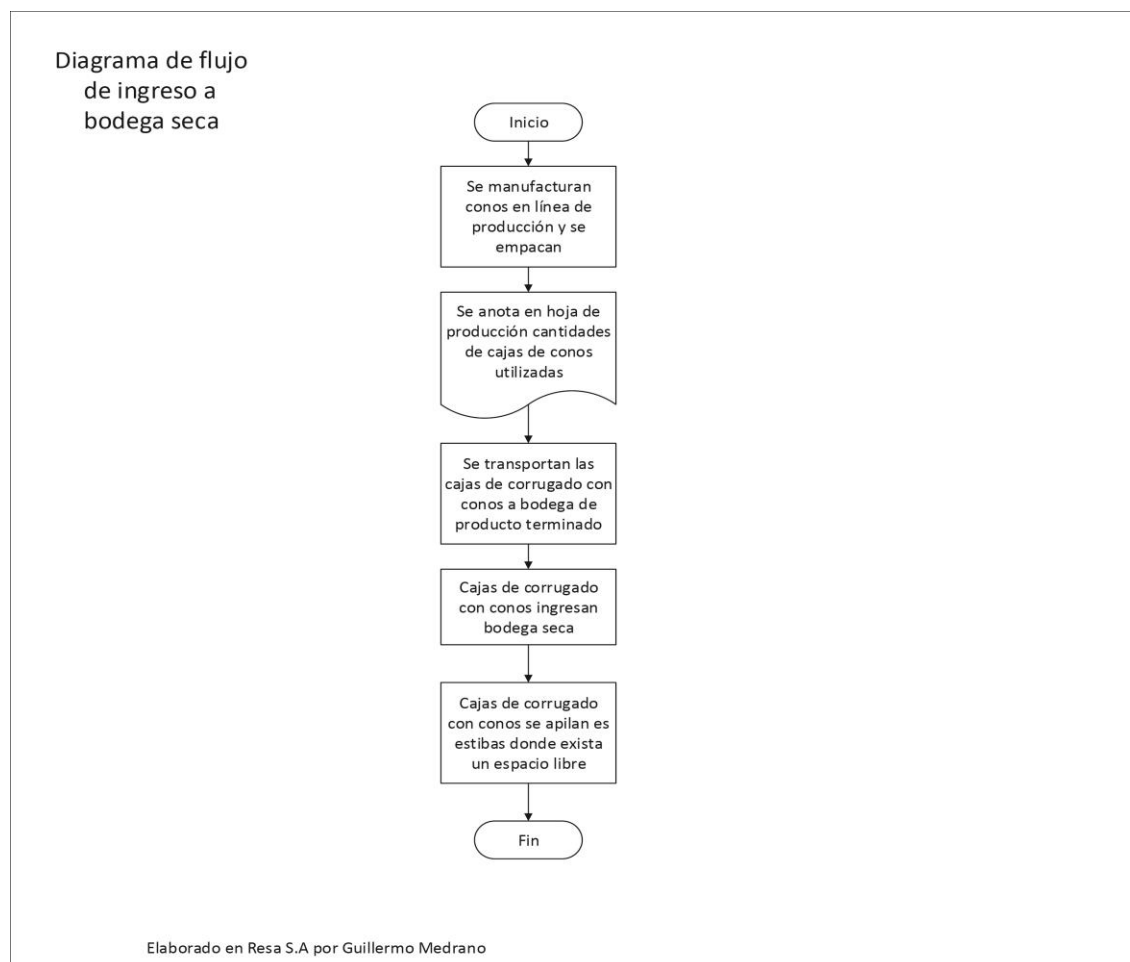 Diagrama de flujo
de ingreso a
bodega seca
Inicio
Se manufacturan
conos en línea de
producción y se
empacan
Se anota en hoja de
producción cantidades
de cajas de conos
utilizadas
Se transportan las
cajas de corrugado con
conos a bodega de
producto terminado
Cajas de corrugado
con conos ingresan
bodega seca
Cajas de corrugado
con conos se apilan es
estibas donde exista
un espacio libre
Fin
Elaborado en Resa S.A por Guillermo Medrano